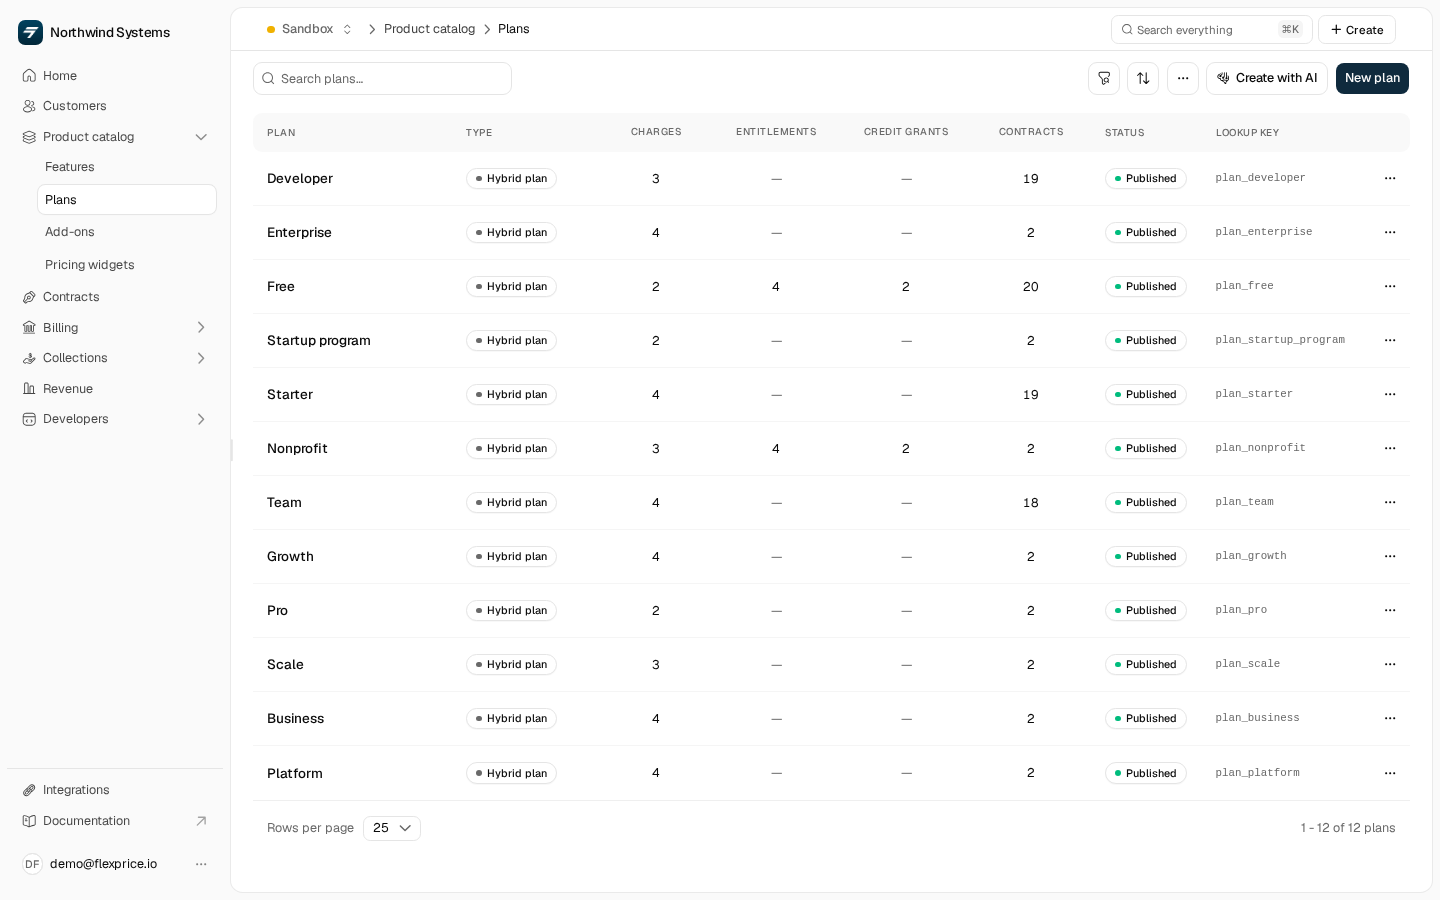 Northwind Systems
Home
Customers
Product catalog
Features
Plans
Add-ons
Pricing widgets
Contracts
Billing
Collections
Revenue
Developers
Integrations
Documentation
DF demo@flexprice.io
Sandbox Product catalog Plans
Search everything ⌘K Create
Search plans...
Create with AI New plan
PLAN TYPE CHARGES ENTITLEMENTS CREDIT GRANTS CONTRACTS STATUS LOOKUP KEY
Developer Hybrid plan 3 — — 19 Published plan_developer
Enterprise Hybrid plan 4 — — 2 Published plan_enterprise
Free Hybrid plan 2 4 2 20 Published plan_free
Startup program Hybrid plan 2 — — 2 Published plan_startup_program
Starter Hybrid plan 4 — — 19 Published plan_starter
Nonprofit Hybrid plan 3 4 2 2 Published plan_nonprofit
Team Hybrid plan 4 — — 18 Published plan_team
Growth Hybrid plan 4 — — 2 Published plan_growth
Pro Hybrid plan 2 — — 2 Published plan_pro
Scale Hybrid plan 3 — — 2 Published plan_scale
Business Hybrid plan 4 — — 2 Published plan_business
Platform Hybrid plan 4 — — 2 Published plan_platform
Rows per page 25
1 - 12 of 12 plans